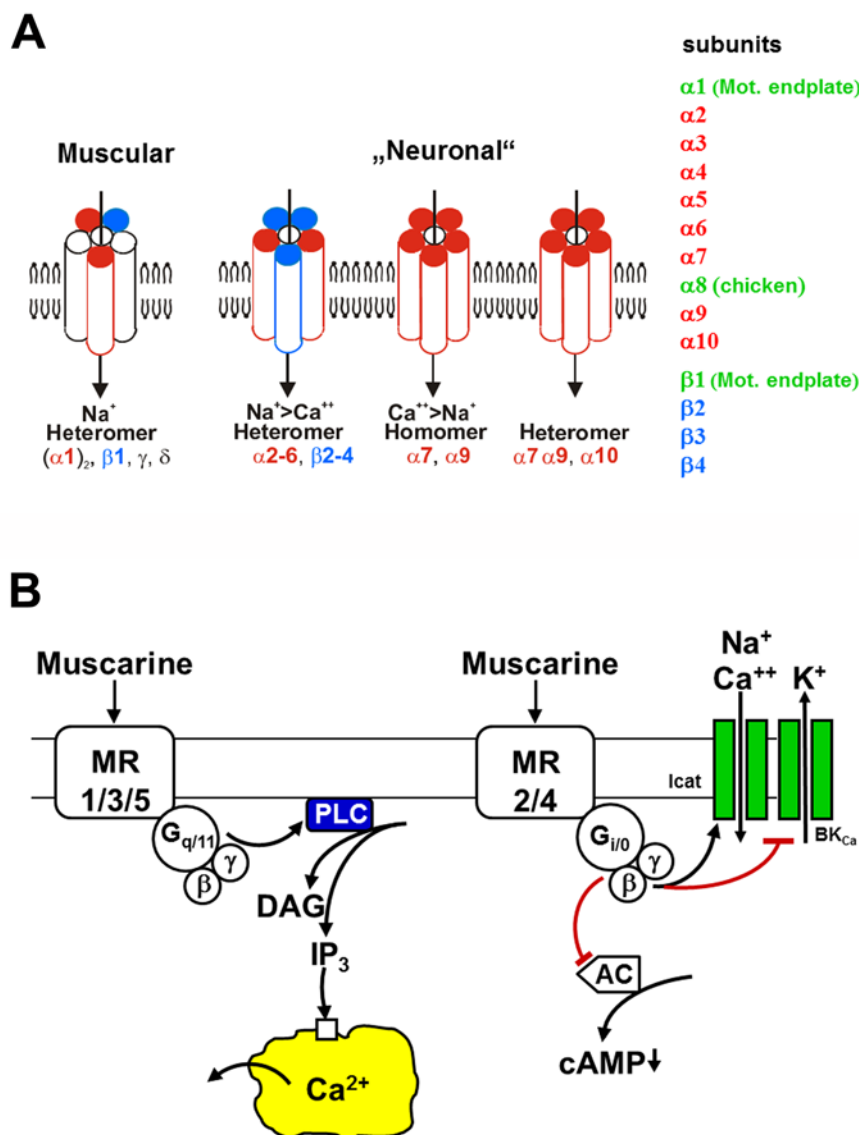 A
subunits
α1 (Mot. endplate)
α2
α3
α4
α5
α6
α7
α8 (chicken)
α9
α10
β1 (Mot. endplate)
β2
β3
β4
Muscular
„Neuronal“
Na⁺
Heteromer
(α1)₂, β1, γ, δ
Na⁺>Ca⁺⁺
Heteromer
α2-6, β2-4
Ca⁺⁺>Na⁺
Homomer
α7, α9
Heteromer
α7 α9, α10
B
Muscarine
MR
1/3/5
G q/11
β
γ
PLC
DAG
IP₃
Ca²⁺
Muscarine
MR
2/4
G i/0
β
γ
AC
cAMP↓
Na⁺
Ca⁺⁺
K⁺
Icat
BK Ca